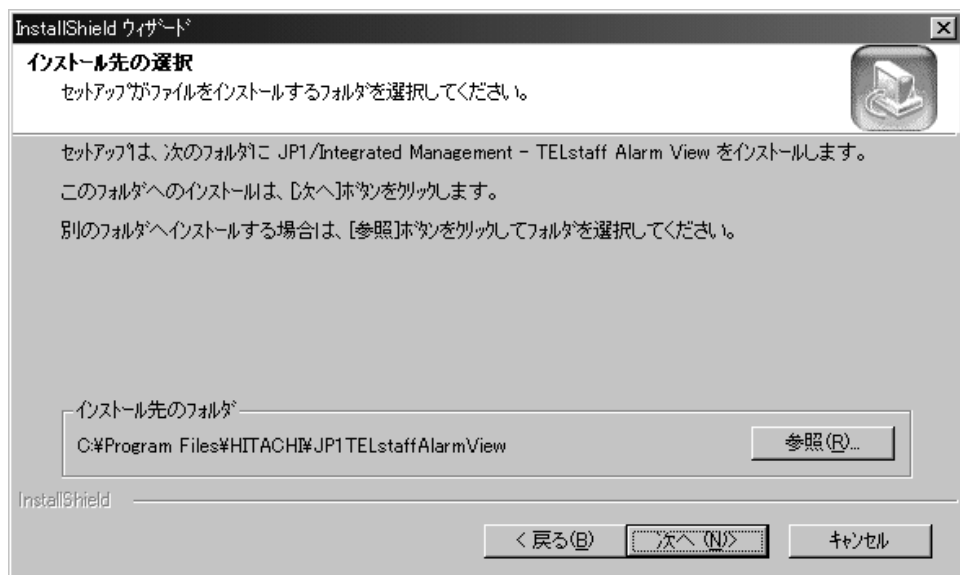 InstallShield ウィザード
インストール先の選択
セットアップがファイルをインストールするフォルダを選択してください。
セットアップは、次のフォルダに JP1/Integrated Management - TELstaff Alarm View をインストールします。
このフォルダへのインストールは、[次へ]ボタンをクリックします。
別のフォルダへインストールする場合は、[参照]ボタンをクリックしてフォルダを選択してください。
インストール先のフォルダ
C:¥Program Files¥HITACHI¥JP1TELstaffAlarmView
参照(R)...
InstallShield
< 戻る(B)
次へ (N)>
キャンセル